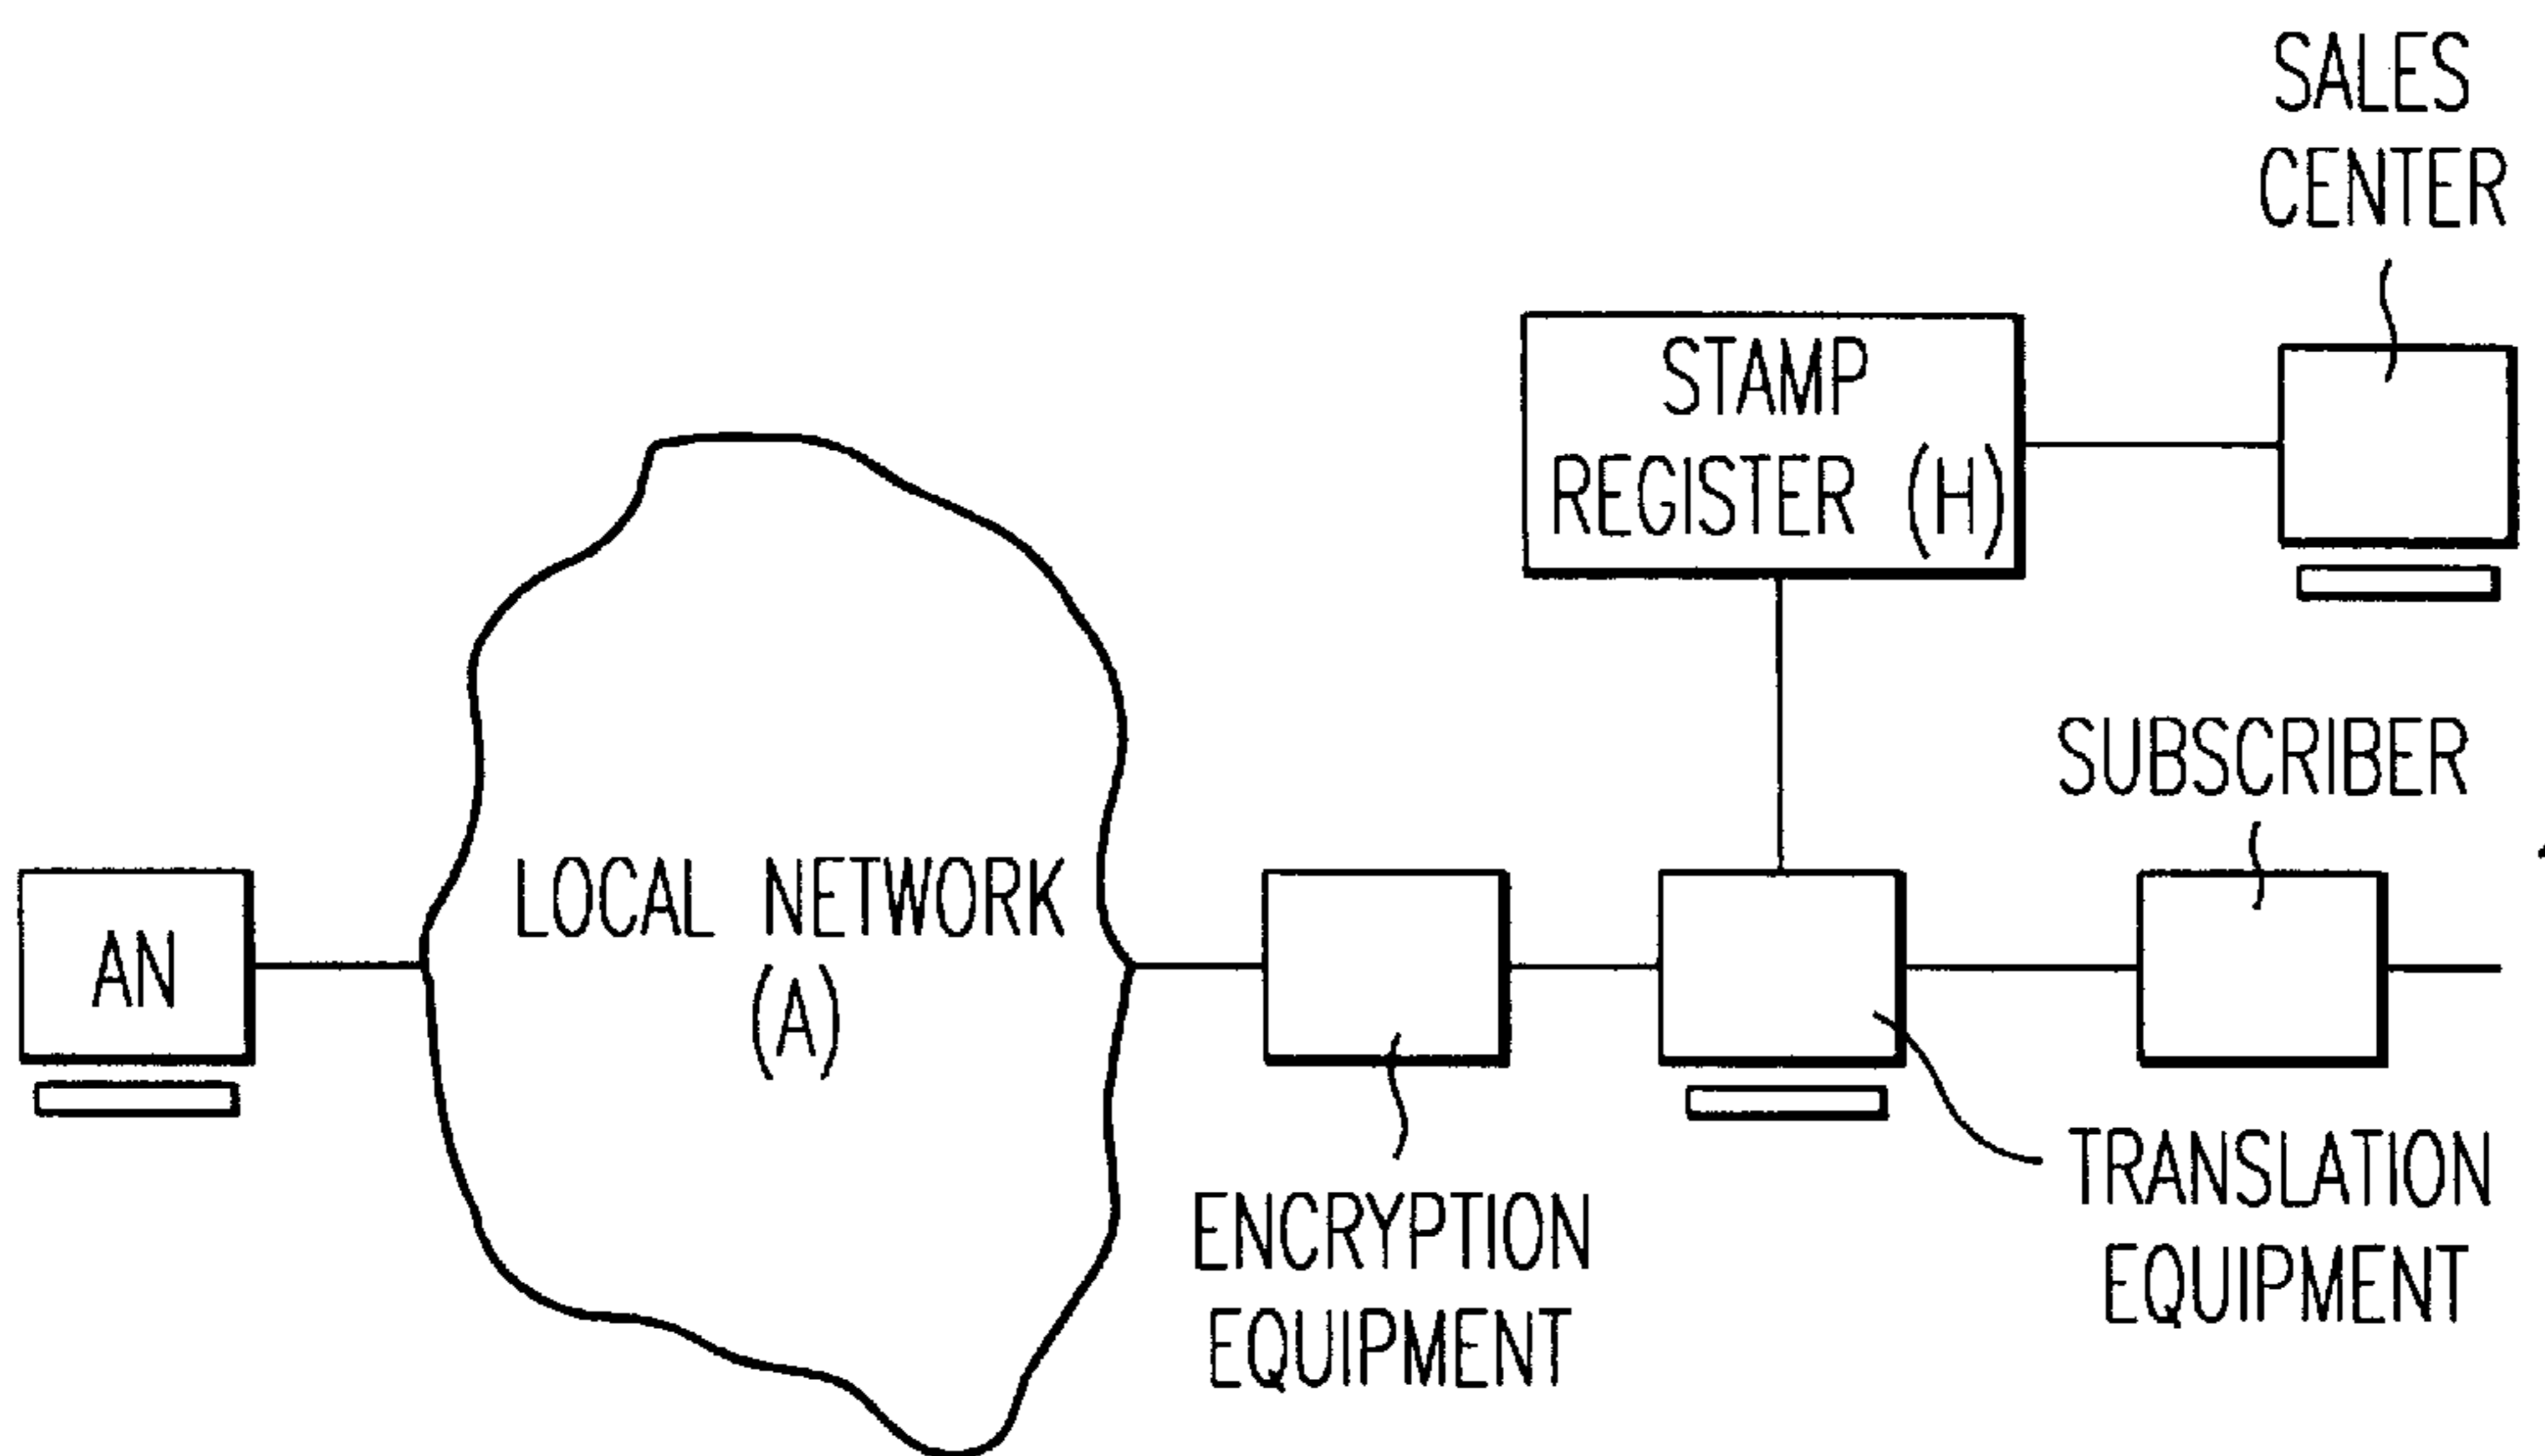 SALES
CENTER
STAMP
REGISTER (H)
SUBSCRIBER
LOCAL NETWORK
(A)
AN
TRANSLATION
EQUIPMENT
ENCRYPTION
EQUIPMENT